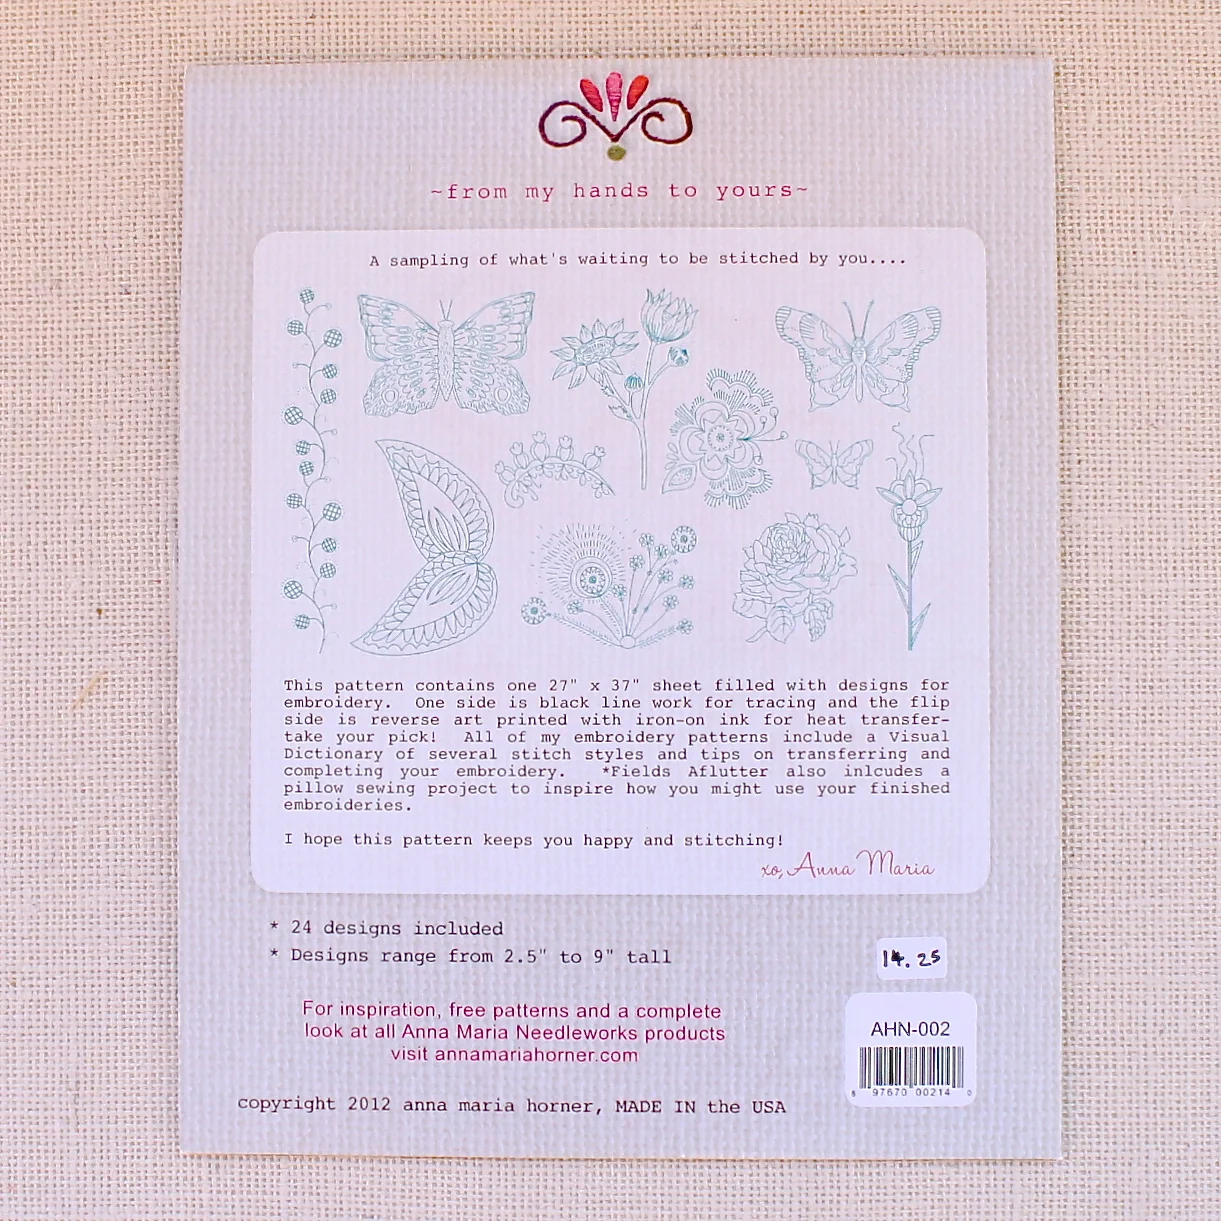 ~from my hands to yours~
A sampling of what's waiting to be stitched by you....
This pattern contains one 27" x 37" sheet filled with designs for
embroidery. One side is black line work for tracing and the flip
side is reverse art printed with iron-on ink for heat transfer-
take your pick! All of my embroidery patterns include a Visual
Dictionary of several stitch styles and tips on transferring and
completing your embroidery. *Fields Aflutter also inlcudes a
pillow sewing project to inspire how you might use your finished
embroideries.
I hope this pattern keeps you happy and stitching!
xo, Anna Maria
* 24 designs included
* Designs range from 2.5" to 9" tall
14.25
For inspiration, free patterns and a complete
look at all Anna Maria Needleworks products
visit annamariahorner.com
AHN-002
8 97670 00214 0
copyright 2012 anna maria horner, MADE IN the USA